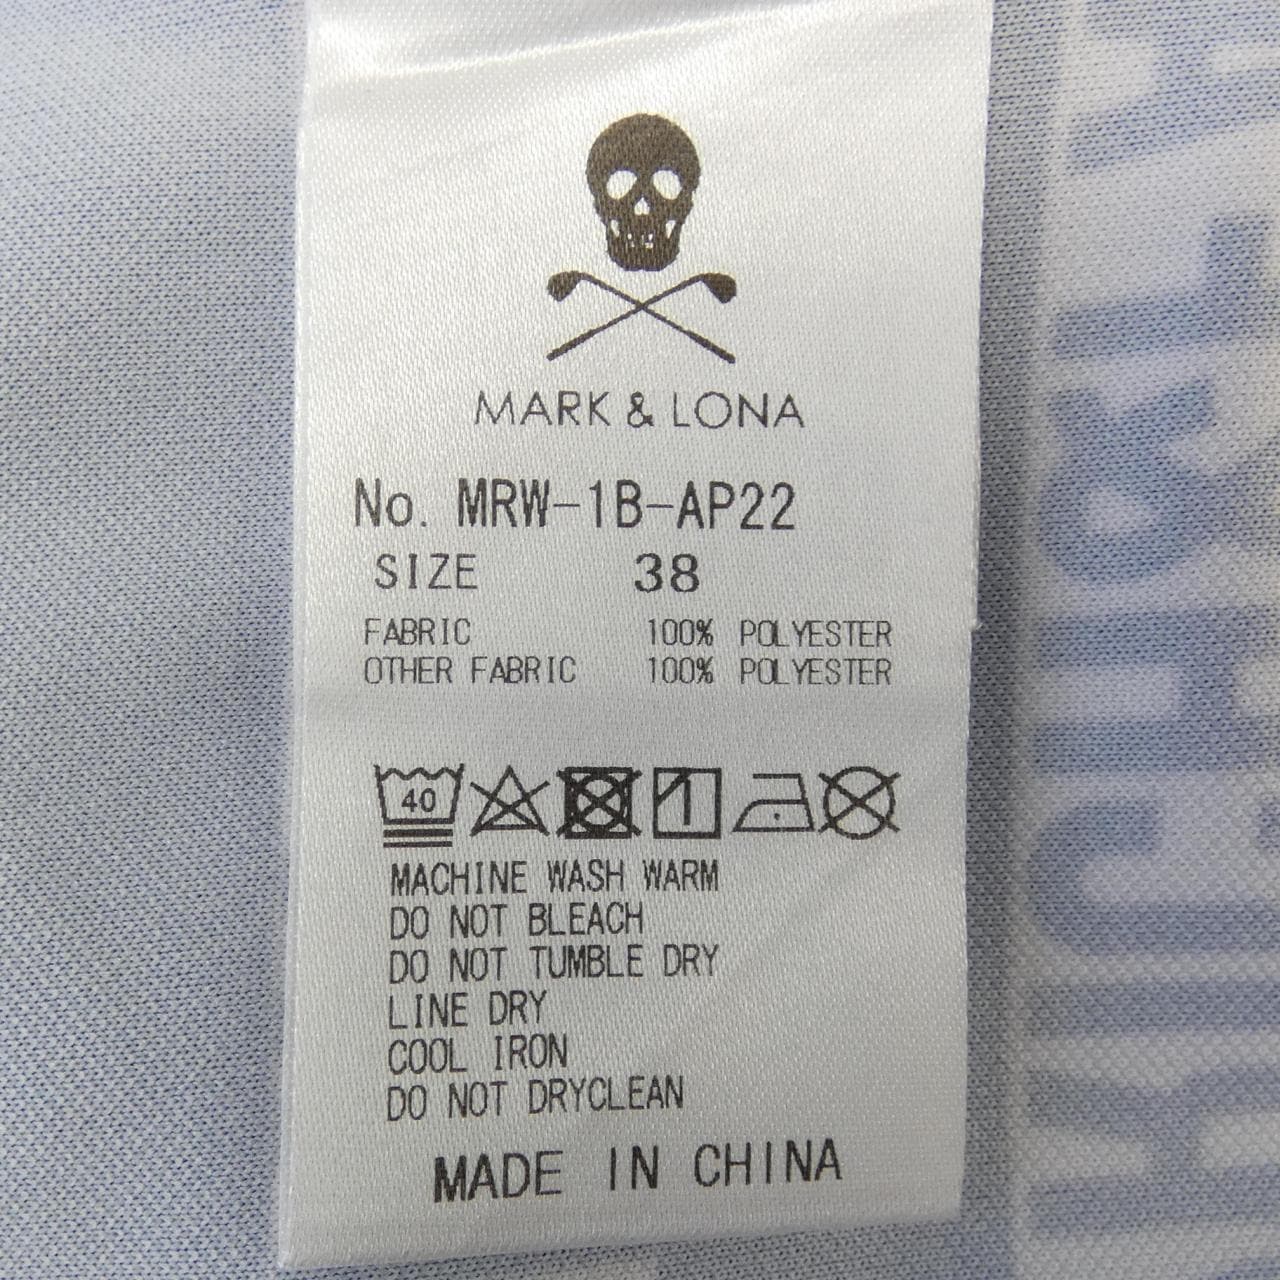 MARK & LONA
No. MRW-1B-AP22
SIZE 38
FABRIC 100% POLYESTER
OTHER FABRIC 100% POLYESTER
40
MACHINE WASH WARM
DO NOT BLEACH
DO NOT TUMBLE DRY
LINE DRY
COOL IRON
DO NOT DRYCLEAN
MADE IN CHINA